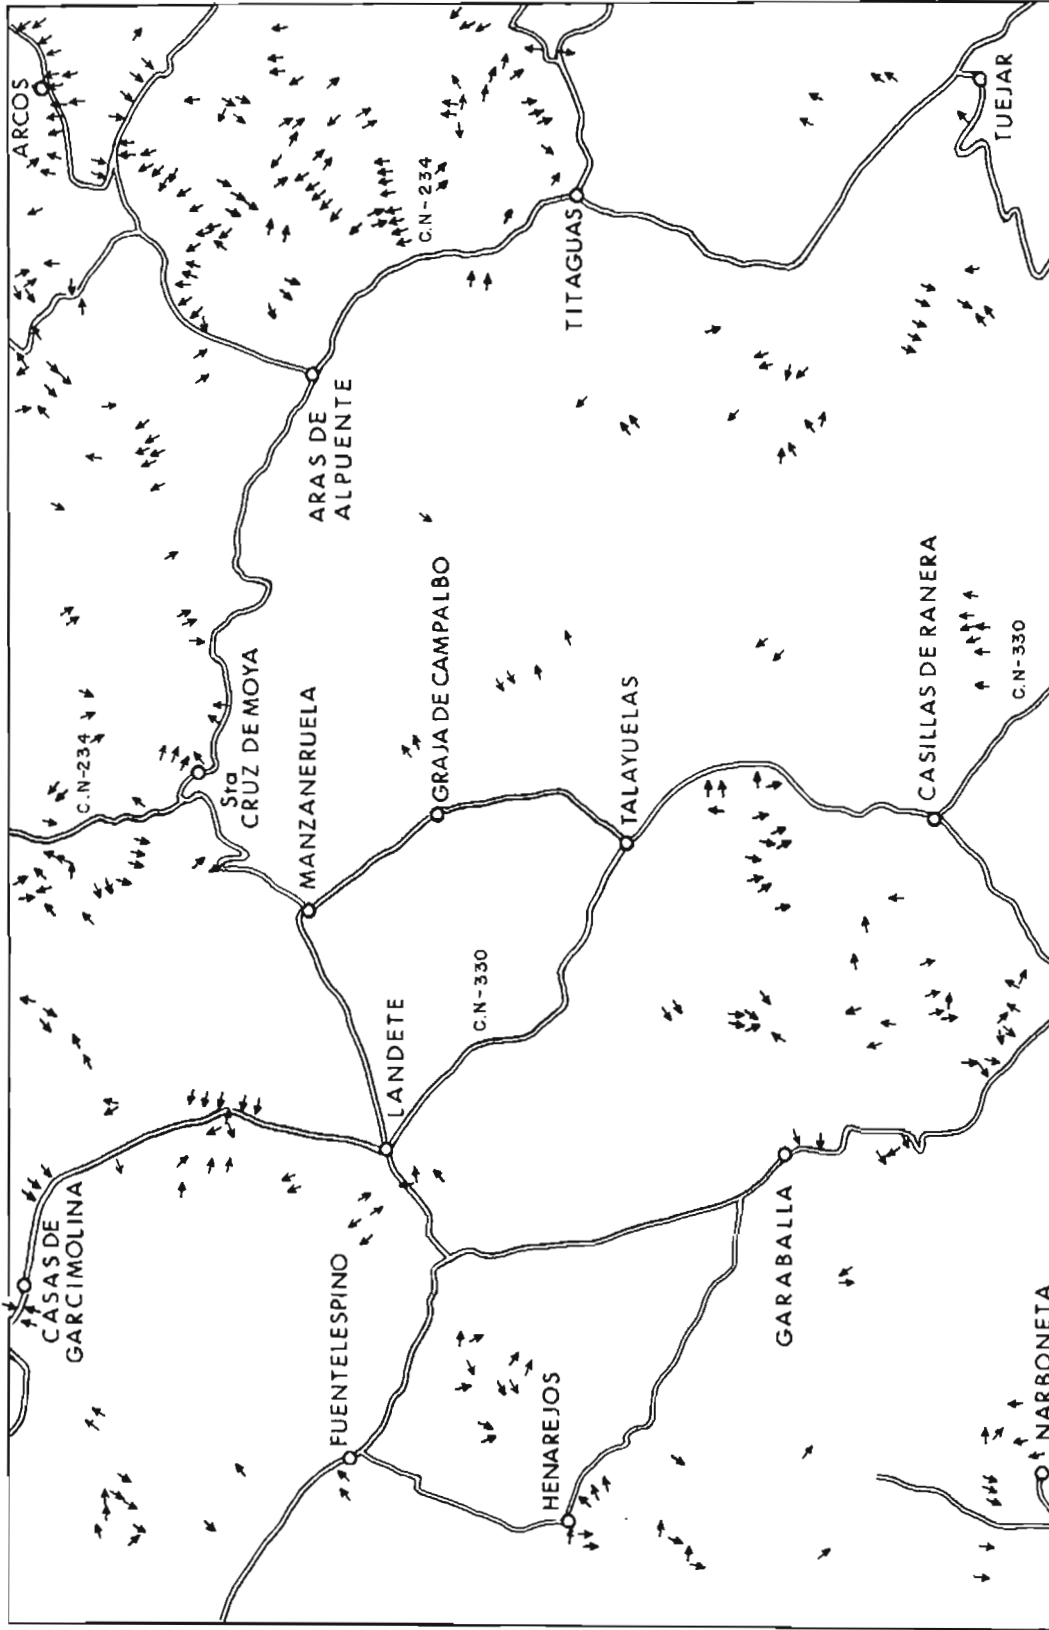 CASAS DE
GARCIMOLINA
C.N-234
ARCOS
Sta
CRUZ DE MOYA
FUENTELESPINO
LANDETE
MANZANERUELA
ARAS DE
ALPUENTE
C.N-234
GRAJA DE CAMPALBO
C.N-330
HENAREJOS
TALAYUELAS
TITAGUAS
GARABALLA
CASILLAS DE RANERA
TUEJAR
C.N-330
NARBONETA